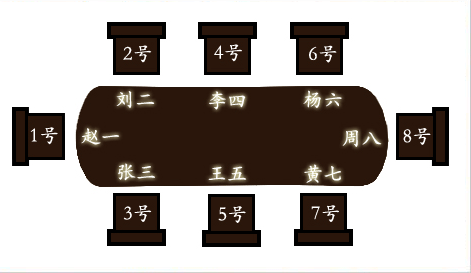 2号 4号 6号
刘二 李四 杨六
1号 赵一 周八 8号
张三 王五 黄七
3号 5号 7号